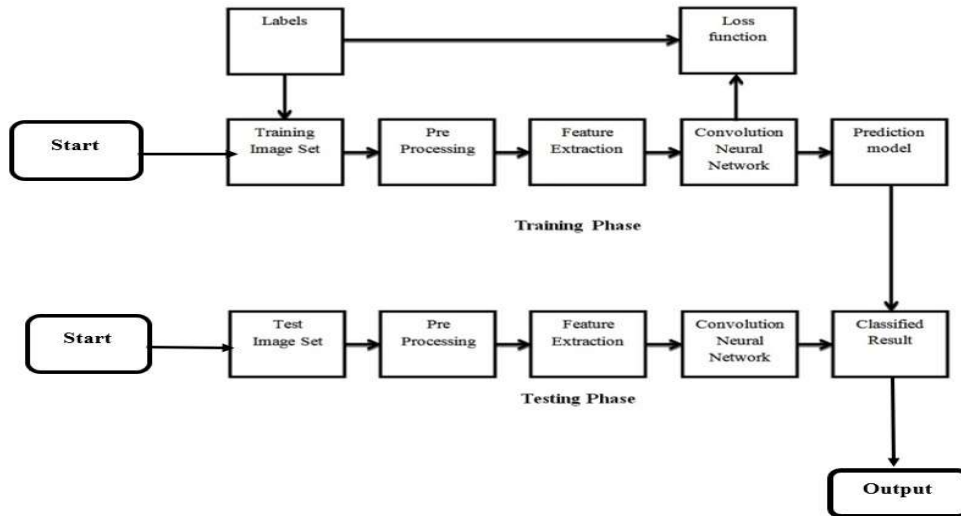 Labels
Loss
function
Start
Training
Image Set
Pre
Processing
Feature
Extraction
Convolution
Neural
Network
Prediction
model
Training Phase
Start
Test
Image Set
Pre
Processing
Feature
Extraction
Convolution
Neural
Network
Classified
Result
Testing Phase
Output